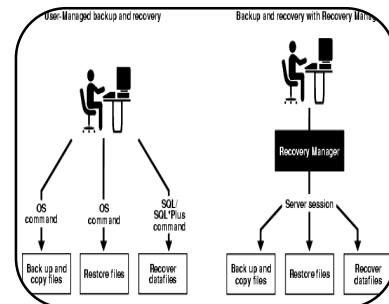 User-Managed backup and recovery
OS
command
OS
command
SQL/
SQL*Plus
command
Back up and
copy files
Restore files
Recover
datafiles
Backup and recovery with Recovery Manag
Recovery Manager
Server session
Back up and
copy files
Restore files
Recover
datafiles